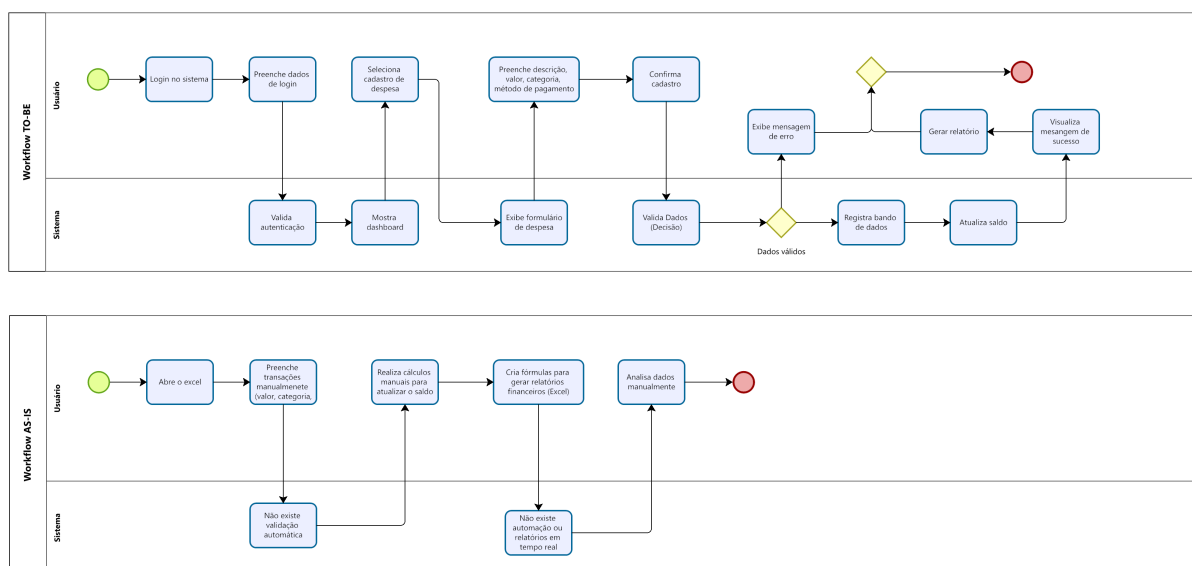 Workflow TO-BE
Usuário
Login no sistema
Preenche dados
de login
Seleciona
cadastro de
despesa
Preenche descrição,
valor, categoria,
método de pagamento
Confirma
cadastro
Exibe mensagem
de erro
Gerar relatório
Visualiza
mesangem de
sucesso
Sistema
Valida
autenticação
Mostra
dashboard
Exibe formulário
de despesa
Valida Dados
(Decisão)
Dados válidos
Registra bando
de dados
Atualiza saldo
Workflow AS-IS
Usuário
Abre o excel
Preenche
transações
manualmenete
(valor, categoria,
Realiza cálculos
manuais para
atualizar o saldo
Cria fórmulas para
gerar relatórios
financeiros (Excel)
Analisa dados
manualmente
Sistema
Não existe
validação
automática
Não existe
automação ou
relatórios em
tempo real